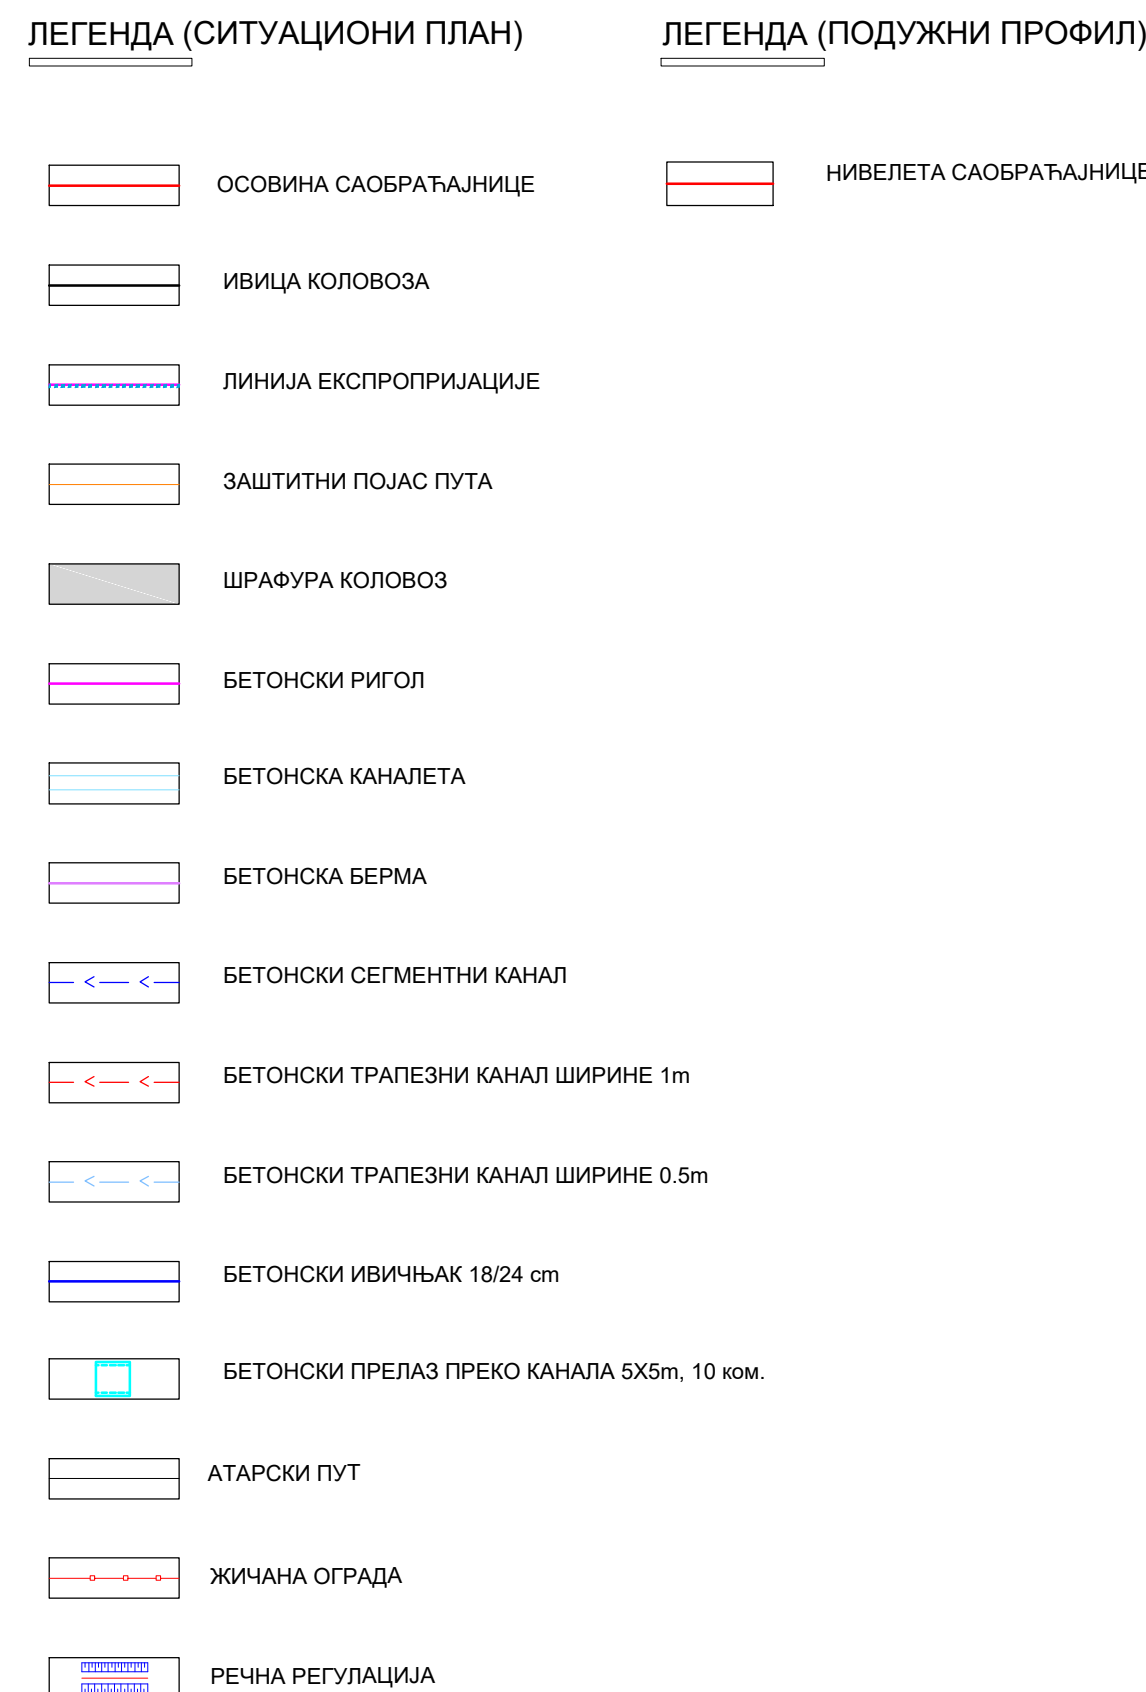 ЛЕГЕНДА (СИТУАЦИОНИ ПЛАН)
ЛЕГЕНДА (ПОДУЖНИ ПРОФИЛ)
ОСОВИНА САОБРАЋАЈНИЦЕ
НИВЕЛЕТА САОБРАЋАЈНИЦЕ
ИВИЦА КОЛОВОЗА
ЛИНИЈА ЕКСПРОПРИЈАЦИЈЕ
ЗАШТИТНИ ПОЈАС ПУТА
ШРАФУРА КОЛОВОЗ
БЕТОНСКИ РИГОЛ
БЕТОНСКА КАНАЛЕТА
БЕТОНСКА БЕРМА
БЕТОНСКИ СЕГМЕНТНИ КАНАЛ
БЕТОНСКИ ТРАПЕЗНИ КАНАЛ ШИРИНЕ 1m
БЕТОНСКИ ТРАПЕЗНИ КАНАЛ ШИРИНЕ 0.5m
БЕТОНСКИ ИВИЧЊАК 18/24 cm
БЕТОНСКИ ПРЕЛАЗ ПРЕКО КАНАЛА 5X5m, 10 ком.
АТАРСКИ ПУТ
ЖИЧАНА ОГРАДА
РЕЧНА РЕГУЛАЦИЈА